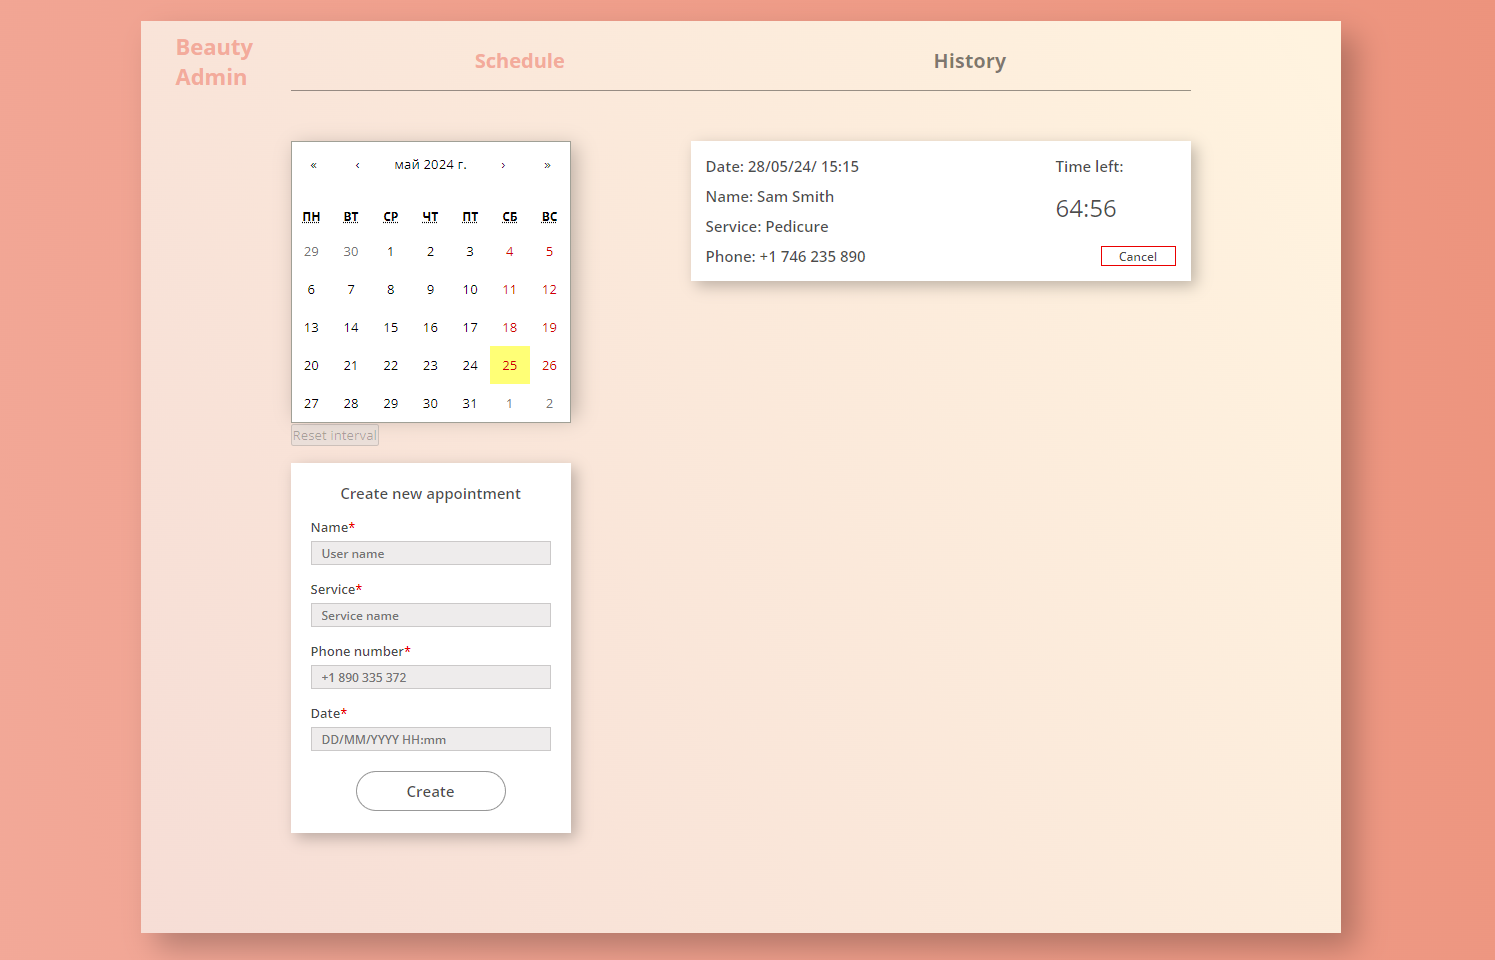 Beauty
Admin
Schedule
History
« ‹ май 2024 г. › »
ПН ВТ СР ЧТ ПТ СБ ВС
29 30 1 2 3 4 5
6 7 8 9 10 11 12
13 14 15 16 17 18 19
20 21 22 23 24 25 26
27 28 29 30 31 1 2
Reset interval
Create new appointment
Name*
User name
Service*
Service name
Phone number*
+1 890 335 372
Date*
DD/MM/YYYY HH:mm
Create
Date: 28/05/24/ 15:15
Name: Sam Smith
Service: Pedicure
Phone: +1 746 235 890
Time left:
64:56
Cancel